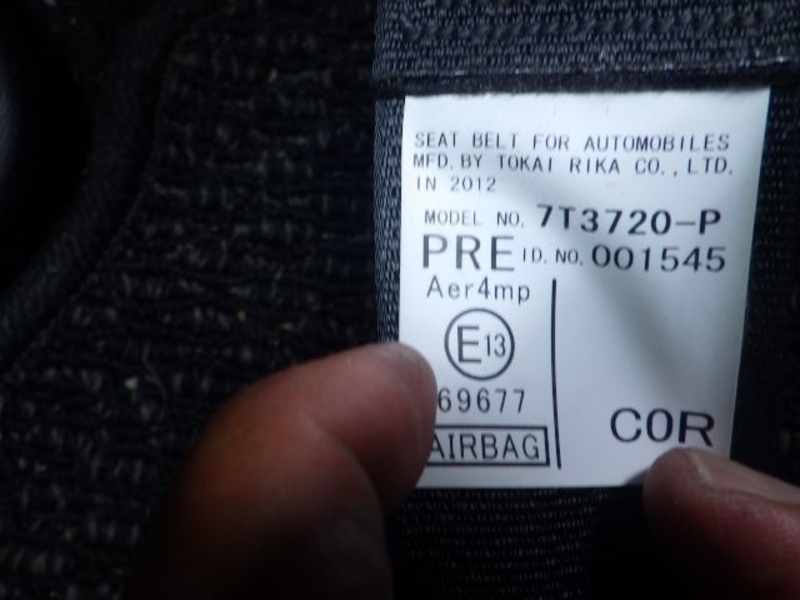 SEAT BELT FOR AUTOMOBILES
MFD. BY TOKAI RIKA CO., LTD.
IN 2012
MODEL NO. 7T3720-P
PRE ID. NO. 001545
Aer4mp
E13
69677
AIRBAG
COR